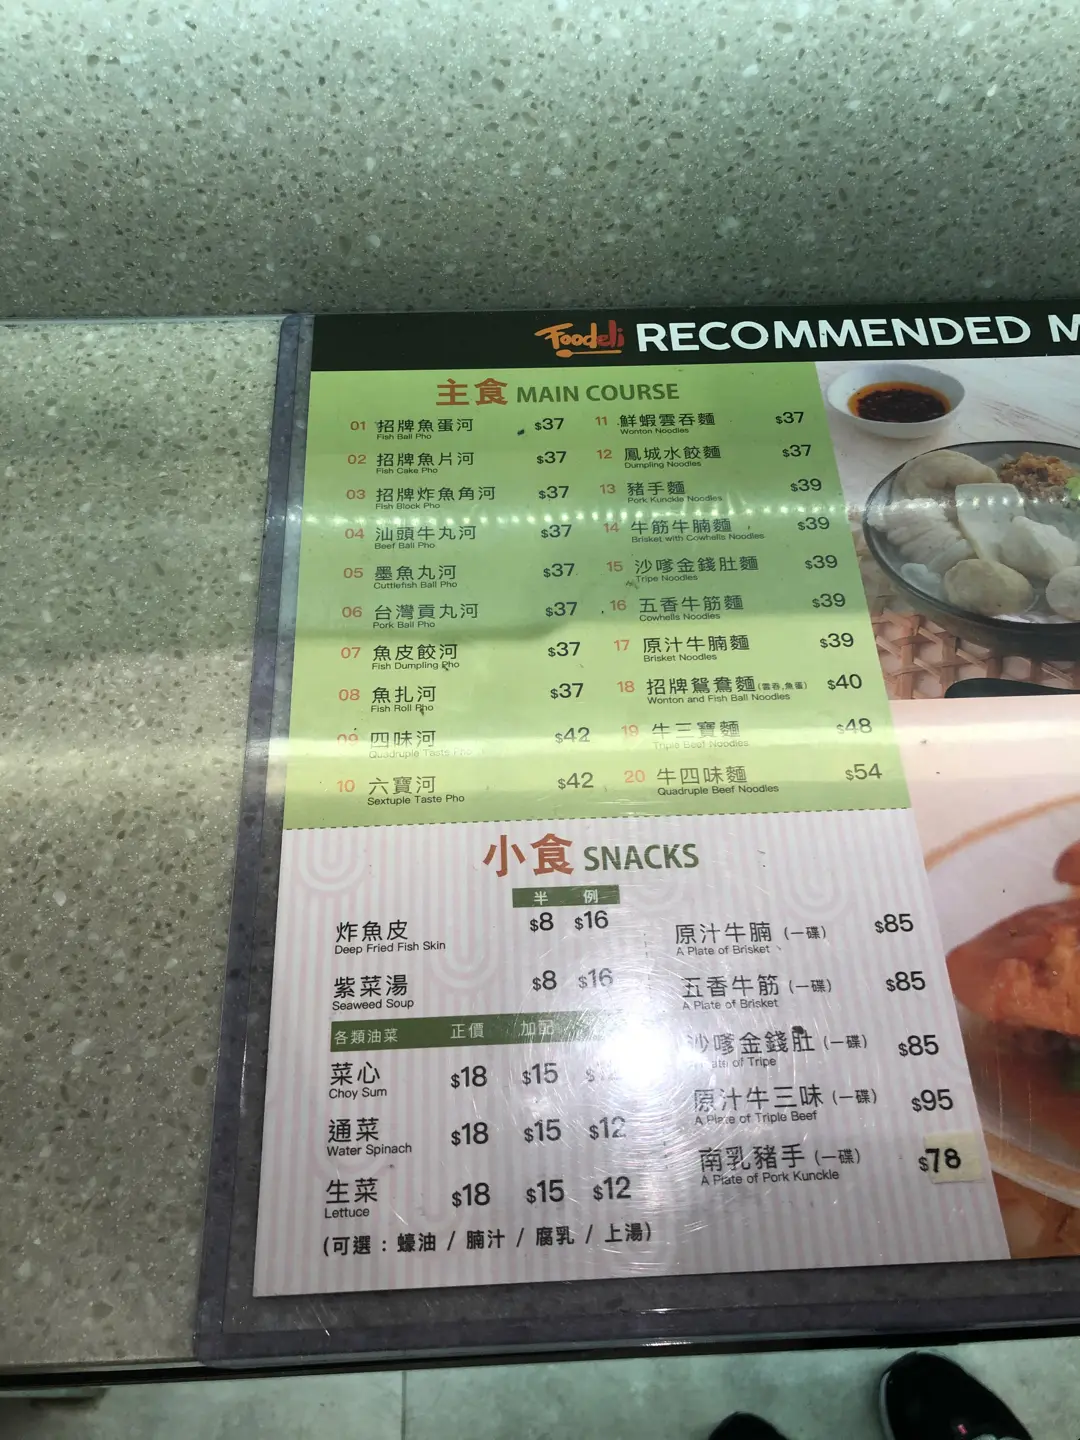 Foodeli RECOMMENDED M
主食 MAIN COURSE
01 招牌魚蛋河 $37
Fish Ball Pho
02 招牌魚片河 $37
Fish Cake Pho
03 招牌炸魚角河 $37
Fish Block Pho
04 汕頭牛丸河 $37
Beef Ball Pho
05 墨魚丸河 $37
Cuttlefish Ball Pho
06 台灣貢丸河 $37
Pork Ball Pho
07 魚皮餃河 $37
Fish Dumpling Pho
08 魚扎河 $37
Fish Roll Pho
09 四味河 $42
Quadruple Taste Pho
10 六寶河 $42
Sextuple Taste Pho
11 鮮蝦雲吞麵 $37
Wonton Noodles
12 鳳城水餃麵 $37
Dumpling Noodles
13 豬手麵 $39
Pork Kunckle Noodles
14 牛筋牛腩麵 $39
Brisket with Cowhells Noodles
15 沙嗲金錢肚麵 $39
Tripe Noodles
16 五香牛筋麵 $39
Cowhells Noodles
17 原汁牛腩麵 $39
Brisket Noodles
18 招牌鴛鴦麵(雲吞,魚蛋) $40
Wonton and Fish Ball Noodles
19 牛三寶麵 $48
Triple Beef Noodles
20 牛四味麵 $54
Quadruple Beef Noodles
小食 SNACKS
半 例
炸魚皮 $8 $16
Deep Fried Fish Skin
紫菜湯 $8 $16
Seaweed Soup
各類油菜 正價 加配
菜心 $18 $15
Choy Sum
通菜 $18 $15 $12
Water Spinach
生菜 $18 $15 $12
Lettuce
(可選：蠔油 / 腩汁 / 腐乳 / 上湯)
原汁牛腩 (一碟) $85
A Plate of Brisket
五香牛筋 (一碟) $85
A Plate of Brisket
沙嗲金錢肚 (一碟) $85
Plate of Tripe
原汁牛三味 (一碟) $95
A Plate of Triple Beef
南乳豬手 (一碟) $78
A Plate of Pork Kunckle